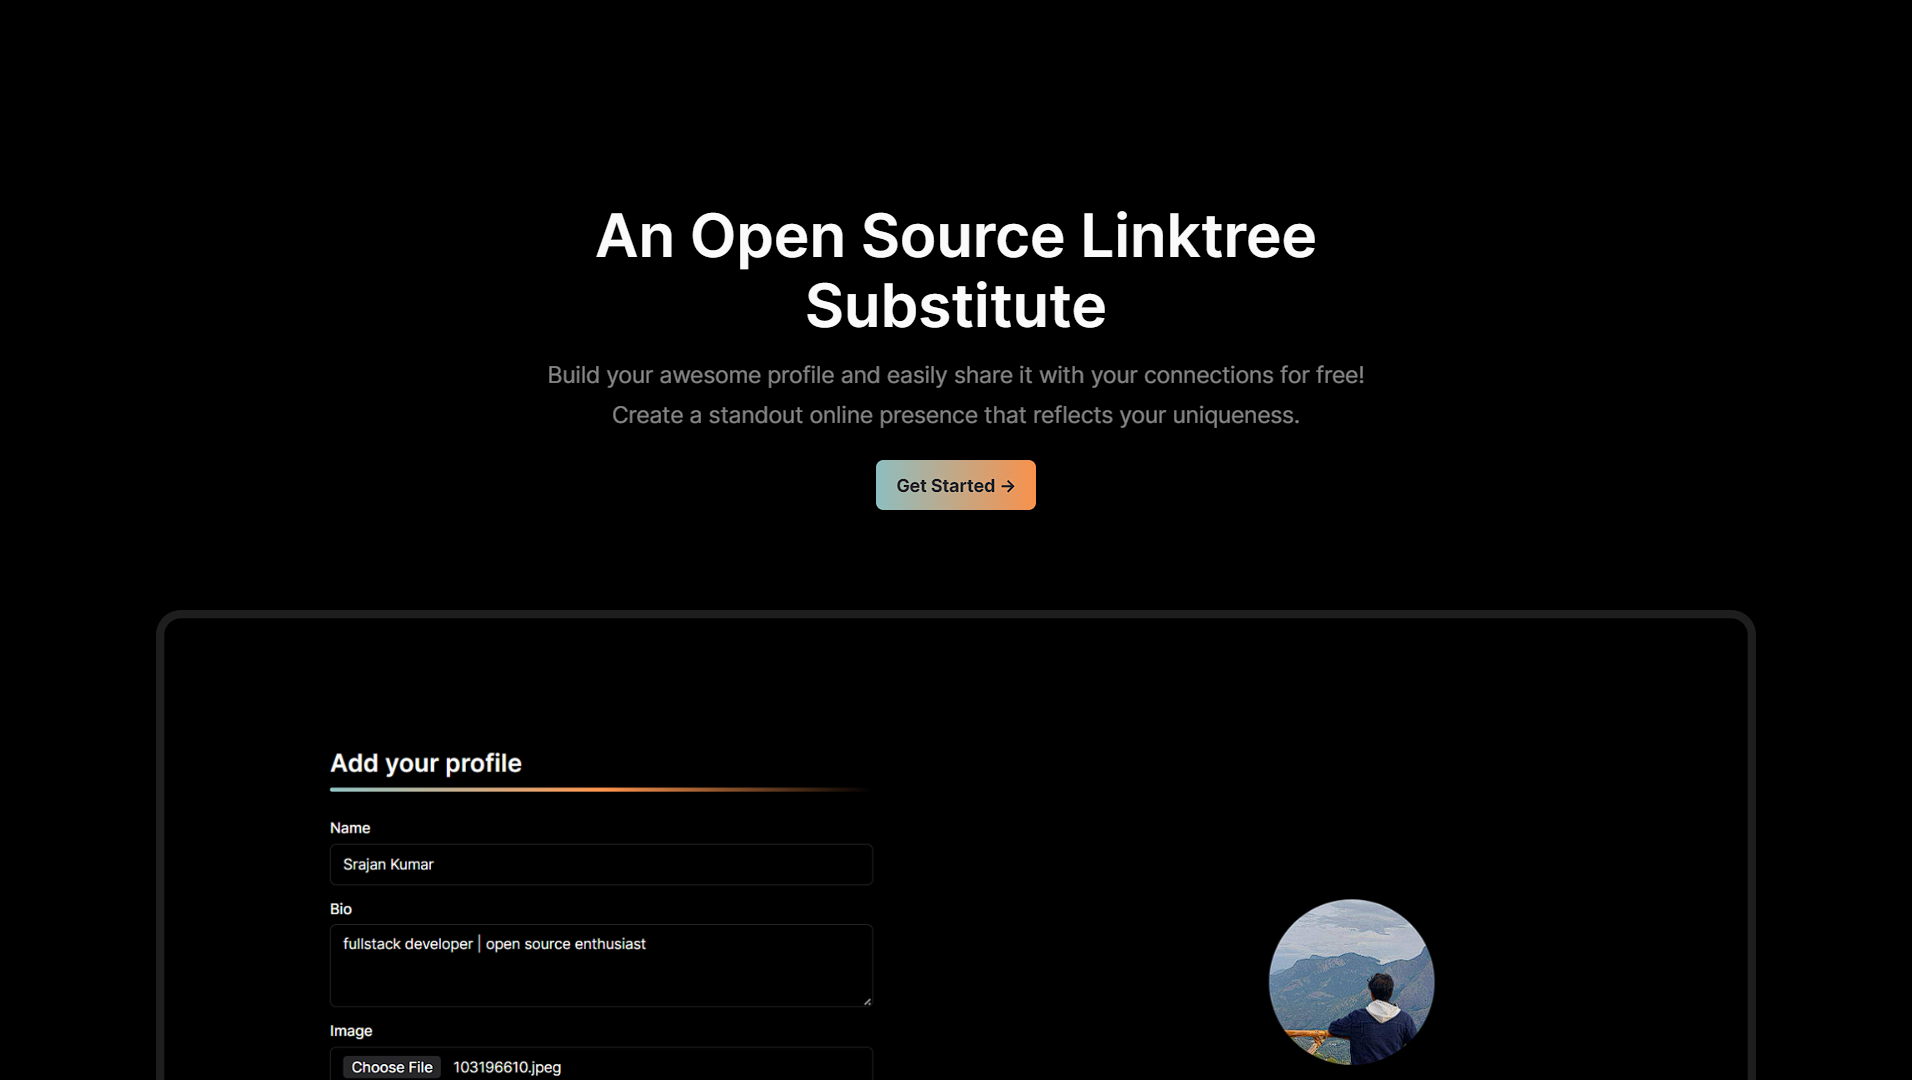 An Open Source Linktree
Substitute
Build your awesome profile and easily share it with your connections for free!
Create a standout online presence that reflects your uniqueness.
Get Started →
Add your profile
Name
Srajan Kumar
Bio
fullstack developer | open source enthusiast
Image
Choose File 103196610.jpeg